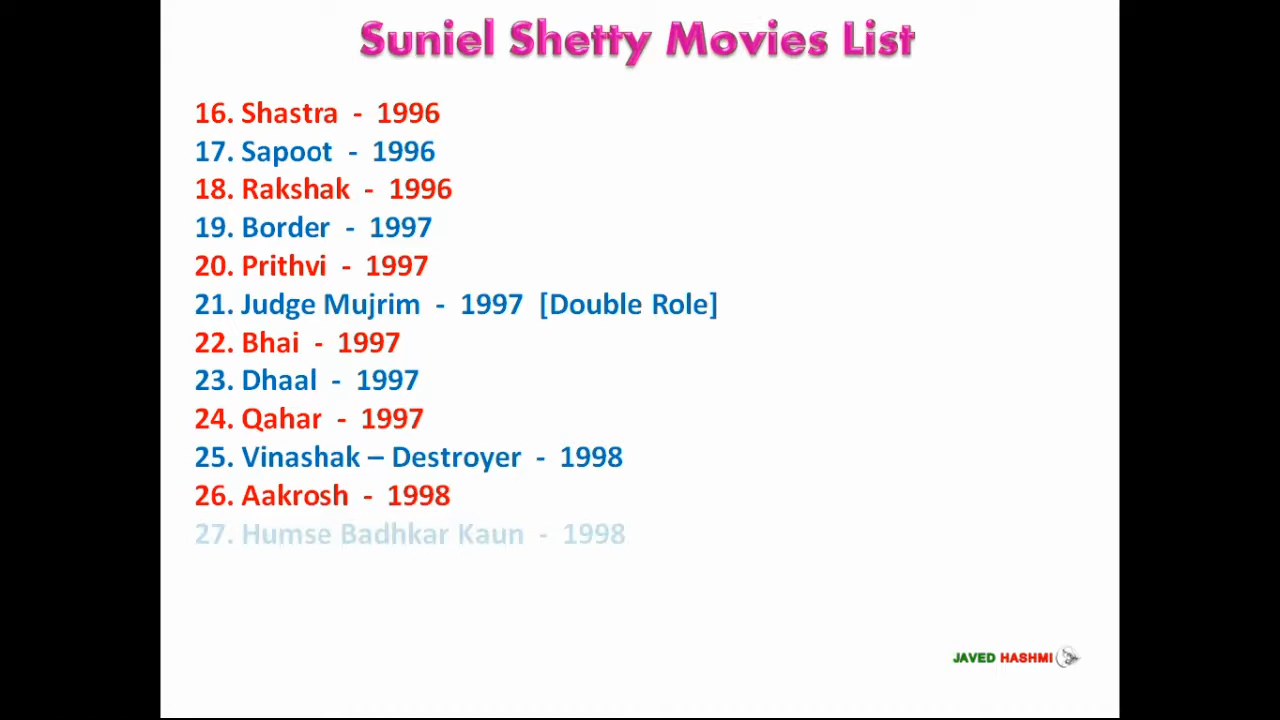 Suniel Shetty Movies List
16. Shastra - 1996
17. Sapoot - 1996
18. Rakshak - 1996
19. Border - 1997
20. Prithvi - 1997
21. Judge Mujrim - 1997 [Double Role]
22. Bhai - 1997
23. Dhaal - 1997
24. Qahar - 1997
25. Vinashak – Destroyer - 1998
26. Aakrosh - 1998
27. Humse Badhkar Kaun - 1998
JAVED HASHMI